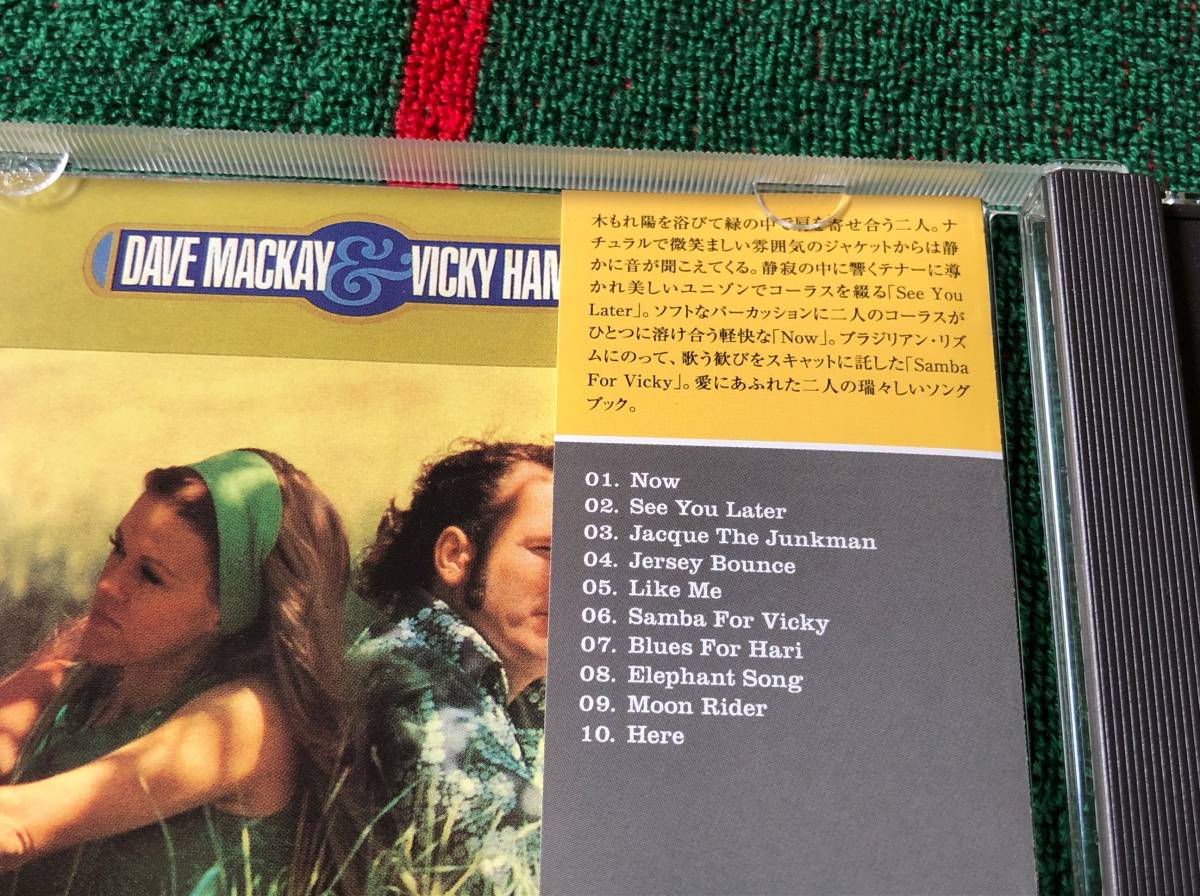 DAVE MACKAY & VICKY HAM
木もれ陽を浴びて緑の中で肩を寄せ合う二人。ナ
チュラルで微笑ましい雰囲気のジャケットからは静
かに音が聞こえてくる。静寂の中に響くテナーに導
かれ美しいユニゾンでコーラスを綴る「See You
Later」。ソフトなパーカッションに二人のコーラスが
ひとつに溶け合う軽快な「Now」。ブラジリアン・リズ
ムにのって、歌う歓びをスキャットに託した「Samba
For Vicky」。愛にあふれた二人の瑞々しいソング
ブック。
01. Now
02. See You Later
03. Jacque The Junkman
04. Jersey Bounce
05. Like Me
06. Samba For Vicky
07. Blues For Hari
08. Elephant Song
09. Moon Rider
10. Here